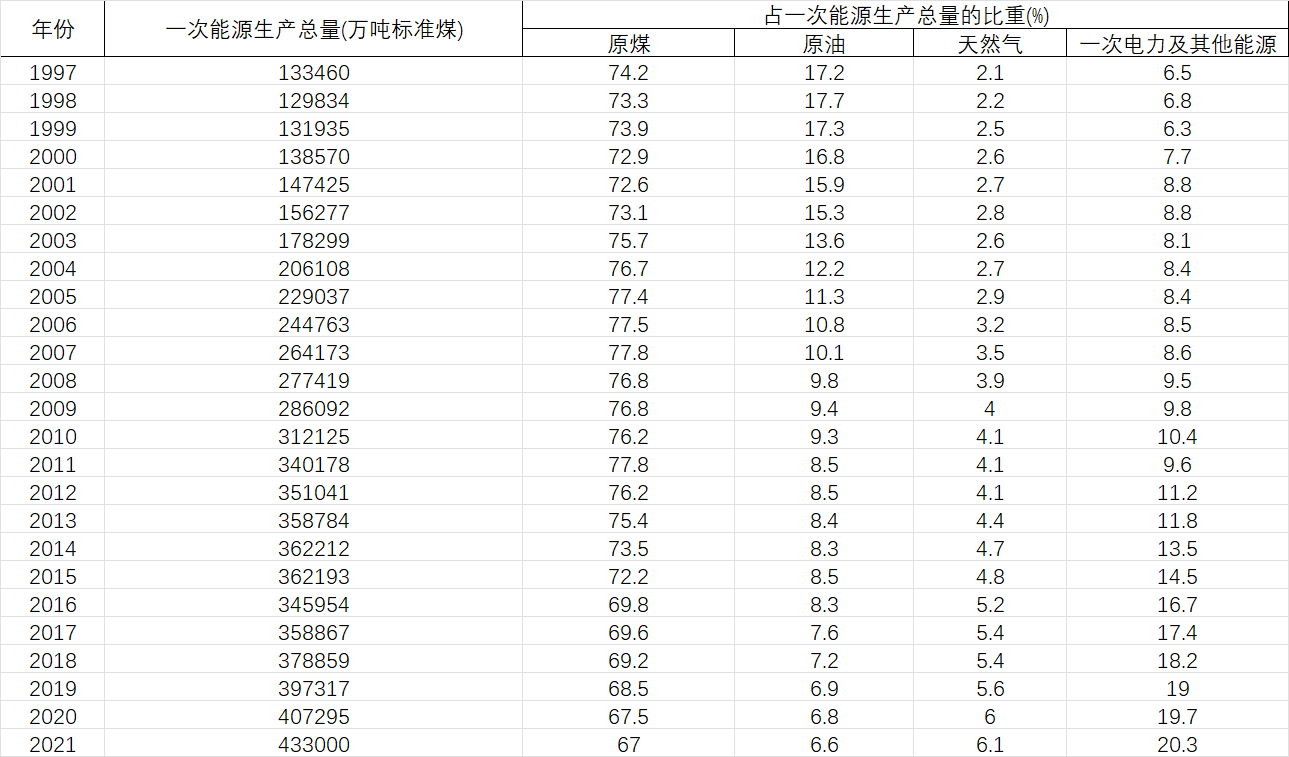 年份 一次能源生产总量(万吨标准煤) 占一次能源生产总量的比重(%)
原煤 原油 天然气 一次电力及其他能源
1997 133460 74.2 17.2 2.1 6.5
1998 129834 73.3 17.7 2.2 6.8
1999 131935 73.9 17.3 2.5 6.3
2000 138570 72.9 16.8 2.6 7.7
2001 147425 72.6 15.9 2.7 8.8
2002 156277 73.1 15.3 2.8 8.8
2003 178299 75.7 13.6 2.6 8.1
2004 206108 76.7 12.2 2.7 8.4
2005 229037 77.4 11.3 2.9 8.4
2006 244763 77.5 10.8 3.2 8.5
2007 264173 77.8 10.1 3.5 8.6
2008 277419 76.8 9.8 3.9 9.5
2009 286092 76.8 9.4 4 9.8
2010 312125 76.2 9.3 4.1 10.4
2011 340178 77.8 8.5 4.1 9.6
2012 351041 76.2 8.5 4.1 11.2
2013 358784 75.4 8.4 4.4 11.8
2014 362212 73.5 8.3 4.7 13.5
2015 362193 72.2 8.5 4.8 14.5
2016 345954 69.8 8.3 5.2 16.7
2017 358867 69.6 7.6 5.4 17.4
2018 378859 69.2 7.2 5.4 18.2
2019 397317 68.5 6.9 5.6 19
2020 407295 67.5 6.8 6 19.7
2021 433000 67 6.6 6.1 20.3